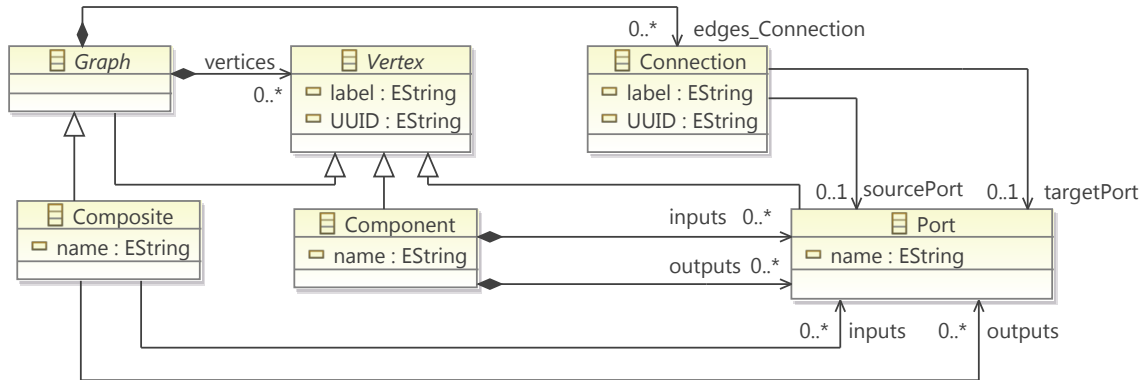 0..* edges_Connection
Graph
vertices
0..*
Vertex
label : EString
UUID : EString
Connection
label : EString
UUID : EString
0..1 sourcePort
0..1 targetPort
Composite
name : EString
Component
name : EString
inputs 0..*
outputs 0..*
Port
name : EString
0..* inputs
0..* outputs